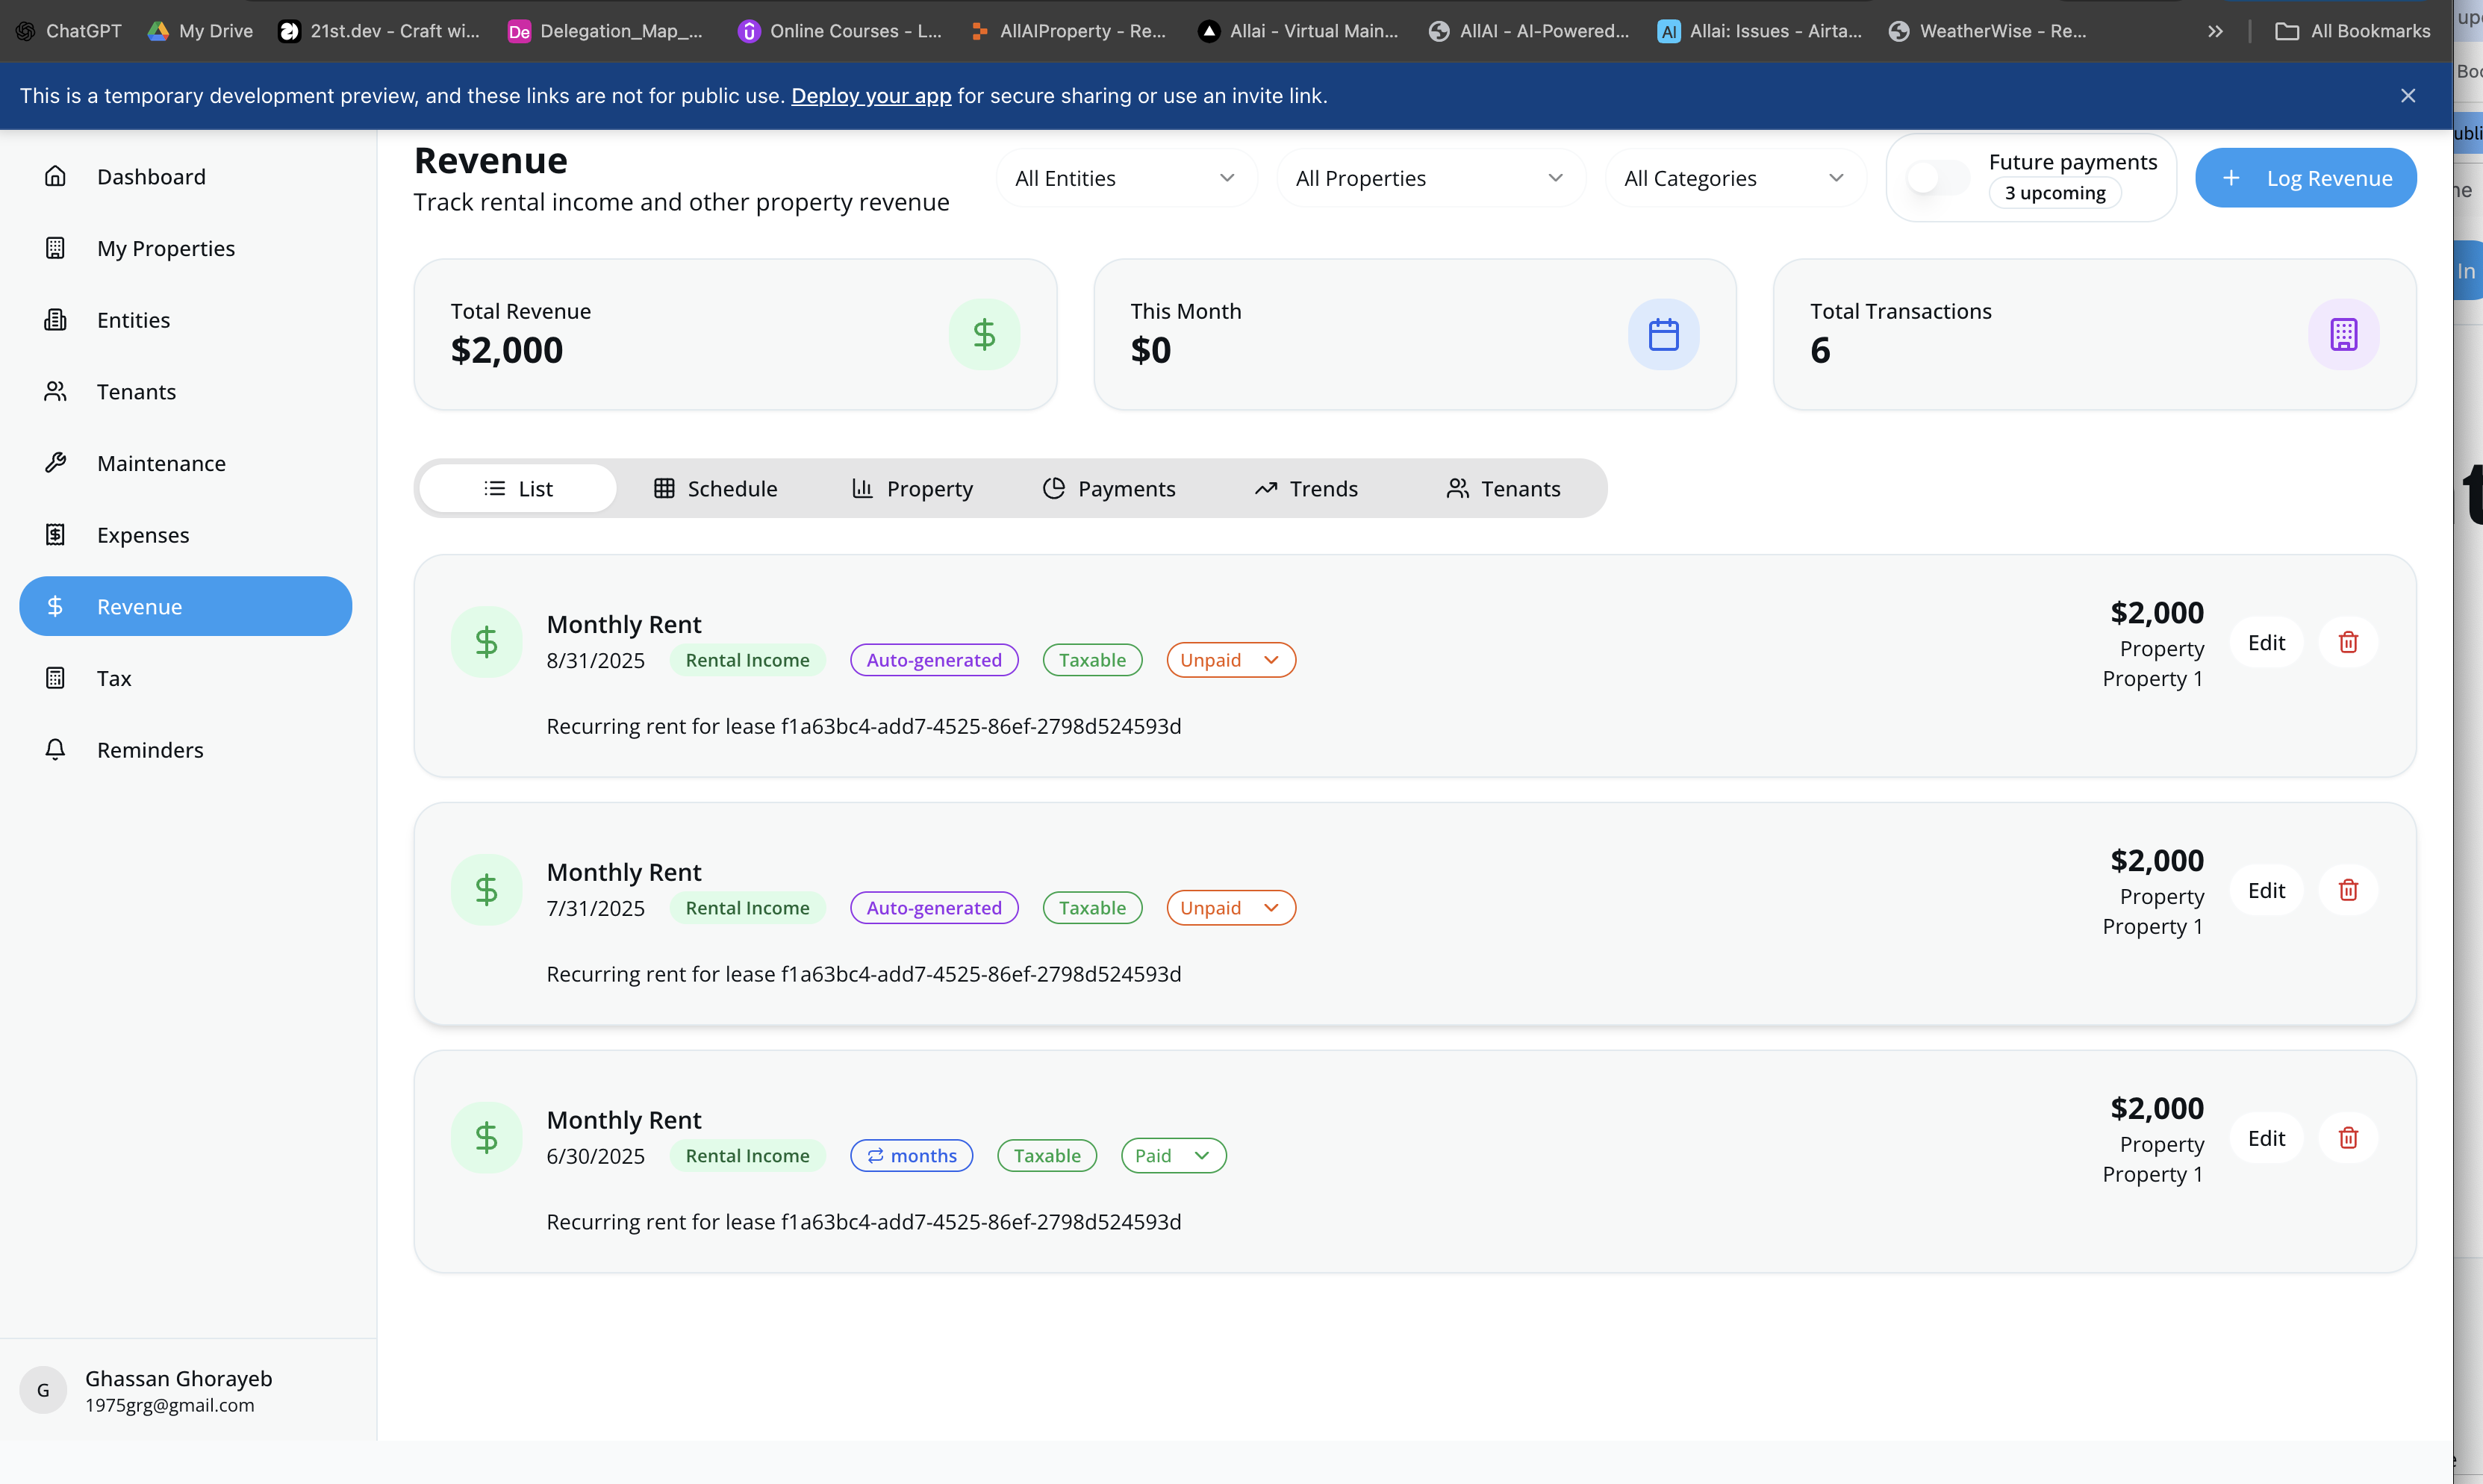 ChatGPT
My Drive
21st.dev - Craft wi...
De Delegation_Map_...
Online Courses - L...
AllAIProperty - Re...
Allai - Virtual Main...
AllAI - AI-Powered...
AI Allai: Issues - Airta...
WeatherWise - Re...
All Bookmarks
This is a temporary development preview, and these links are not for public use. Deploy your app for secure sharing or use an invite link.
Dashboard
My Properties
Entities
Tenants
Maintenance
Expenses
Revenue
Tax
Reminders
G
Ghassan Ghorayeb
1975grg@gmail.com
Revenue
Track rental income and other property revenue
All Entities
All Properties
All Categories
Future payments
3 upcoming
+ Log Revenue
Total Revenue
$2,000
This Month
$0
Total Transactions
6
List
Schedule
Property
Payments
Trends
Tenants
Monthly Rent
8/31/2025 Rental Income Auto-generated Taxable Unpaid
Recurring rent for lease f1a63bc4-add7-4525-86ef-2798d524593d
$2,000
Property
Property 1
Edit
Monthly Rent
7/31/2025 Rental Income Auto-generated Taxable Unpaid
Recurring rent for lease f1a63bc4-add7-4525-86ef-2798d524593d
$2,000
Property
Property 1
Edit
Monthly Rent
6/30/2025 Rental Income months Taxable Paid
Recurring rent for lease f1a63bc4-add7-4525-86ef-2798d524593d
$2,000
Property
Property 1
Edit